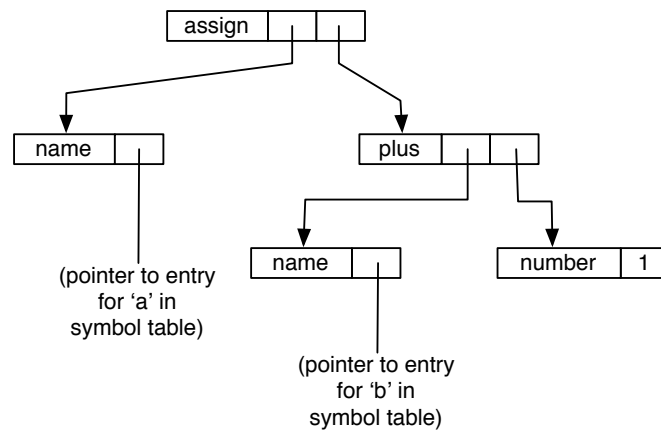 assign
name
plus
name
number 1
(pointer to entry
for ‘a’ in
symbol table)
(pointer to entry
for ‘b’ in
symbol table)